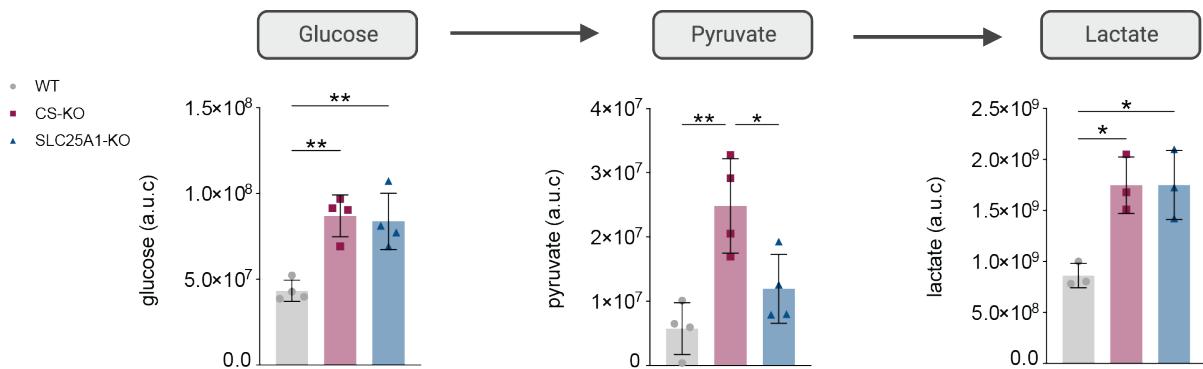 Glucose
Pyruvate
Lactate
WT
CS-KO
SLC25A1-KO
glucose (a.u.c)
1.5×10⁸
1.0×10⁸
5.0×10⁷
0.0
**
**
pyruvate (a.u.c)
4×10⁷
3×10⁷
2×10⁷
1×10⁷
0
**
*
lactate (a.u.c)
2.5×10⁹
2.0×10⁹
1.5×10⁹
1.0×10⁹
5.0×10⁸
0.0
*
*